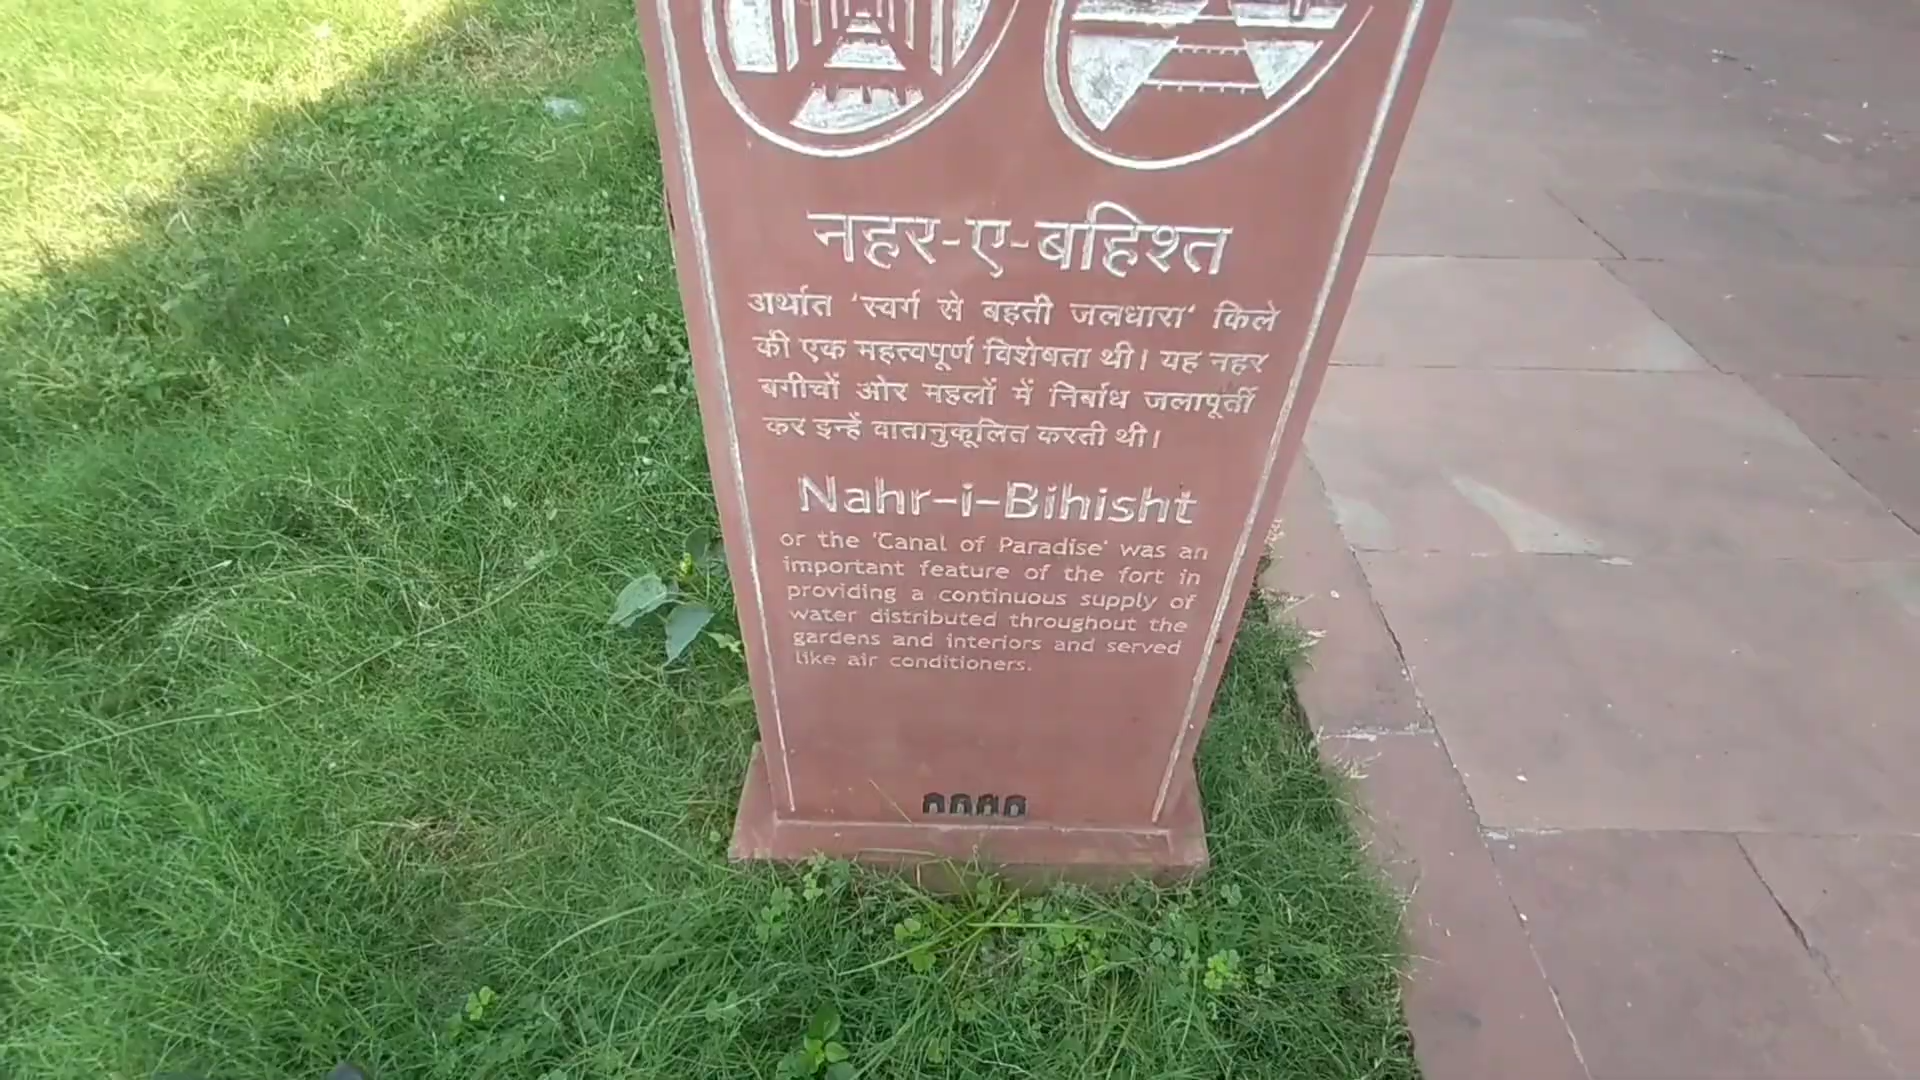 नहर-ए-बहिश्त
अर्थात 'स्वर्ग से बहती जलधारा' किले
की एक महत्वपूर्ण विशेषता थी। यह नहर
बगीचों ओर महलों में निर्बाध जलापूर्ती
कर इन्हें वातानुकूलित करती थी।
Nahr-i-Bihisht
or the 'Canal of Paradise' was an
important feature of the fort in
providing a continuous supply of
water distributed throughout the
gardens and interiors and served
like air conditioners.